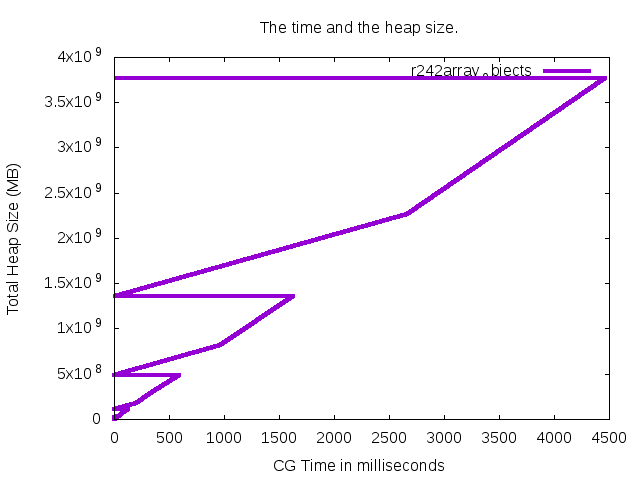 The time and the heap size.
4x10^9
r242array_objects
3.5x10^9
3x10^9
2.5x10^9
2x10^9
1.5x10^9
1x10^9
5x10^8
0
Total Heap Size (MB)
0 500 1000 1500 2000 2500 3000 3500 4000 4500
CG Time in milliseconds